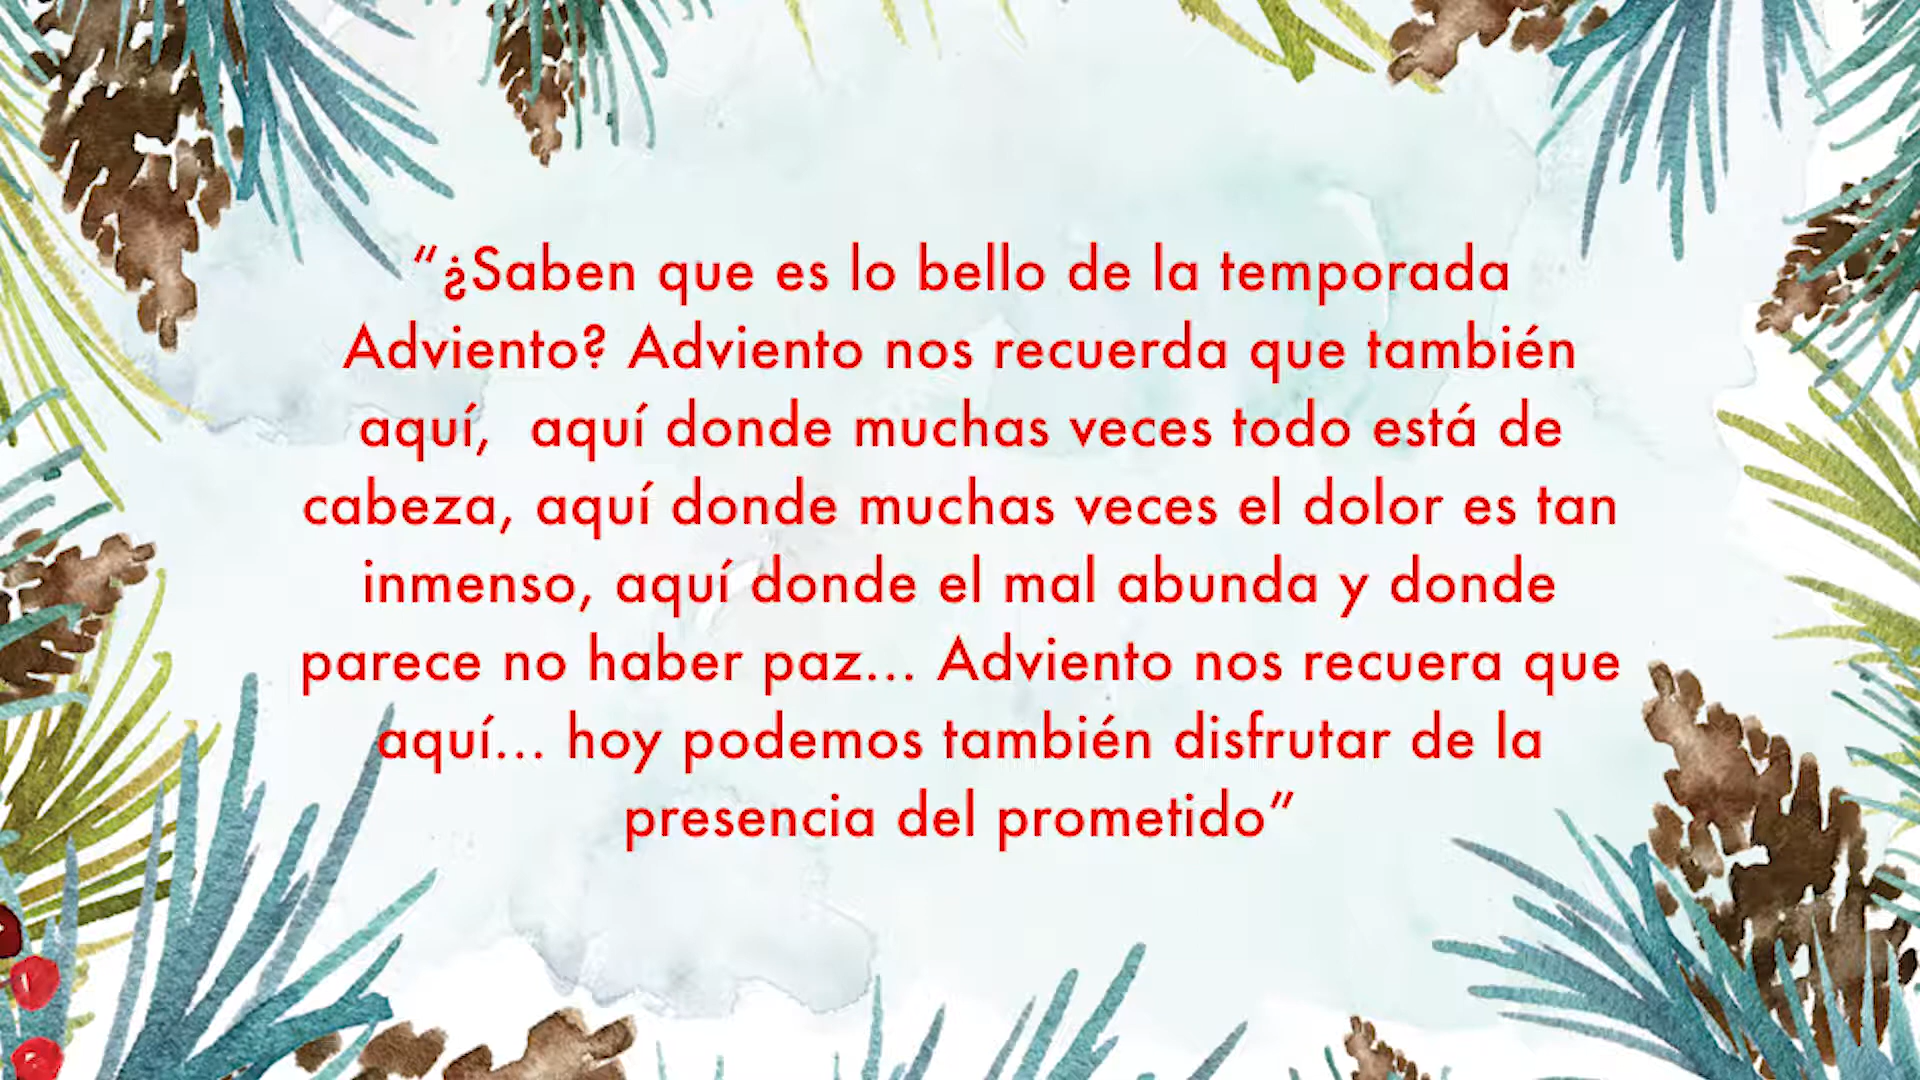 “¿Saben que es lo bello de la temporada
Adviento? Adviento nos recuerda que también
aquí,  aquí donde muchas veces todo está de
cabeza, aquí donde muchas veces el dolor es tan
inmenso, aquí donde el mal abunda y donde
parece no haber paz... Adviento nos recuera que
aquí... hoy podemos también disfrutar de la
presencia del prometido”